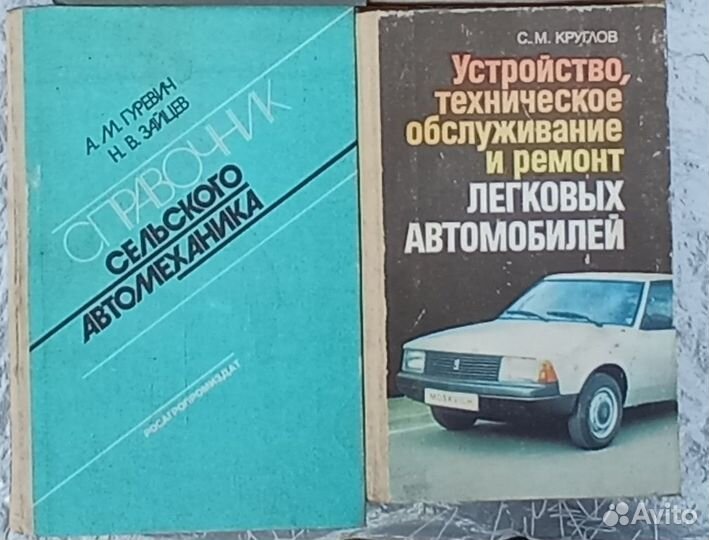 А. М. ГУРЕВИЧ
Н. В. ЗАЙЦЕВ
СПРАВОЧНИК
СЕЛЬСКОГО
АВТОМЕХАНИКА
РОСАГРОПРОМИЗДАТ
С. М. КРУГЛОВ
Устройство,
техническое
обслуживание
и ремонт
ЛЕГКОВЫХ
АВТОМОБИЛЕЙ
MOSKVICH
Avito